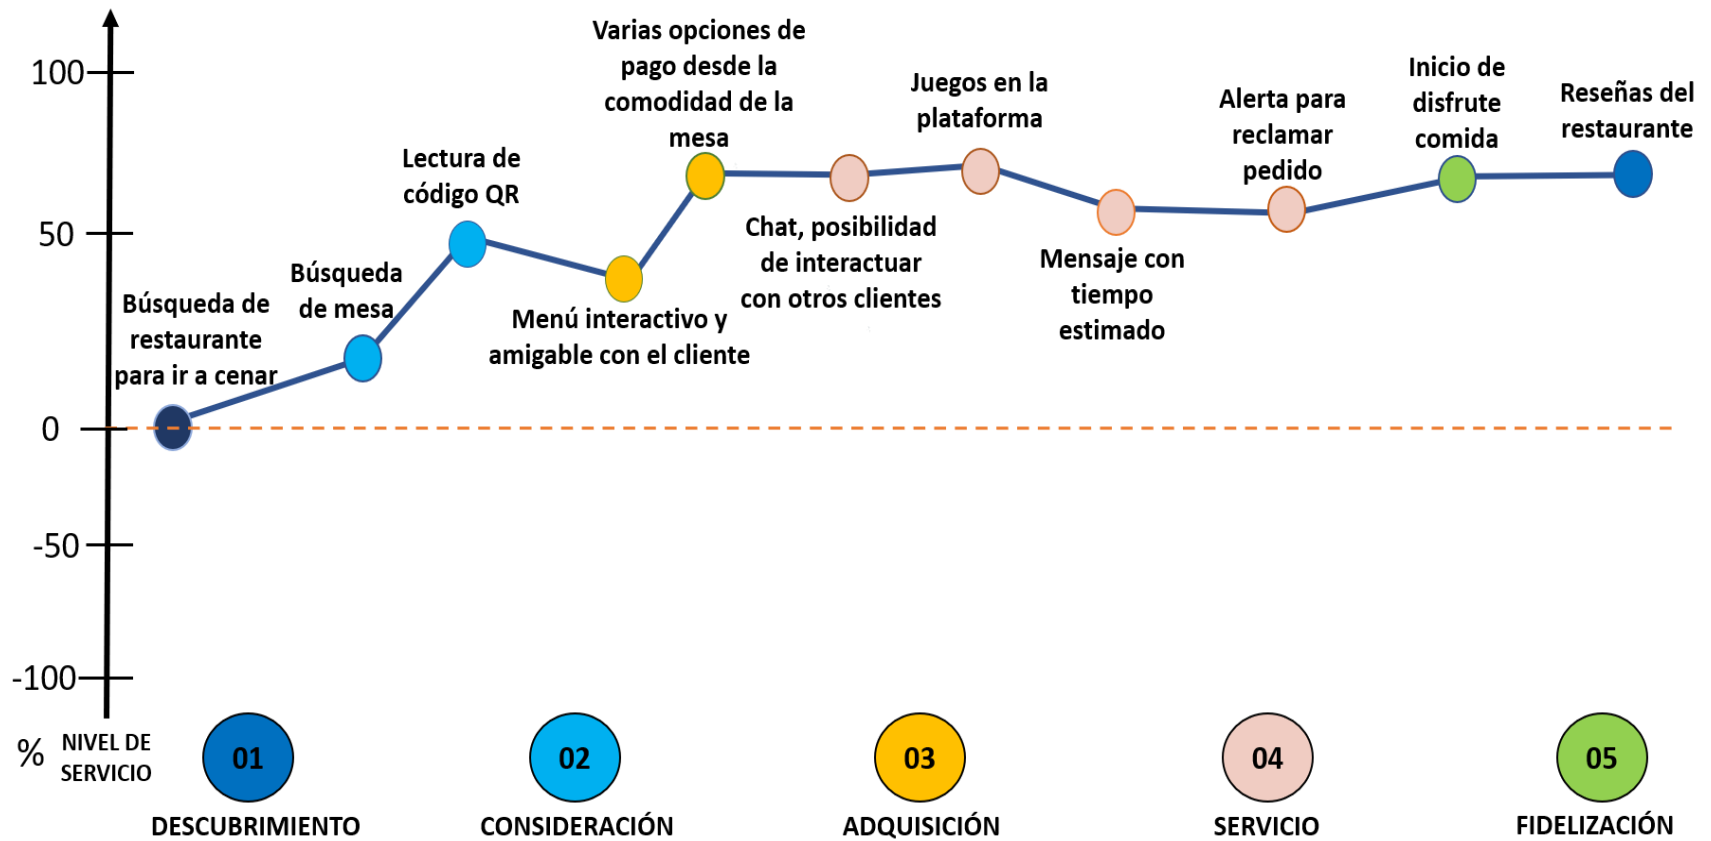 100
50
0
-50
-100
%
NIVEL DE
SERVICIO
Búsqueda de
restaurante
para ir a cenar
Búsqueda
de mesa
Lectura de
código QR
Menú interactivo y
amigable con el cliente
Varias opciones de
pago desde la
comodidad de la
mesa
Chat, posibilidad
de interactuar
con otros clientes
Juegos en la
plataforma
Mensaje con
tiempo
estimado
Alerta para
reclamar
pedido
Inicio de
disfrute
comida
Reseñas del
restaurante
01
DESCUBRIMIENTO
02
CONSIDERACIÓN
03
ADQUISICIÓN
04
SERVICIO
05
FIDELIZACIÓN